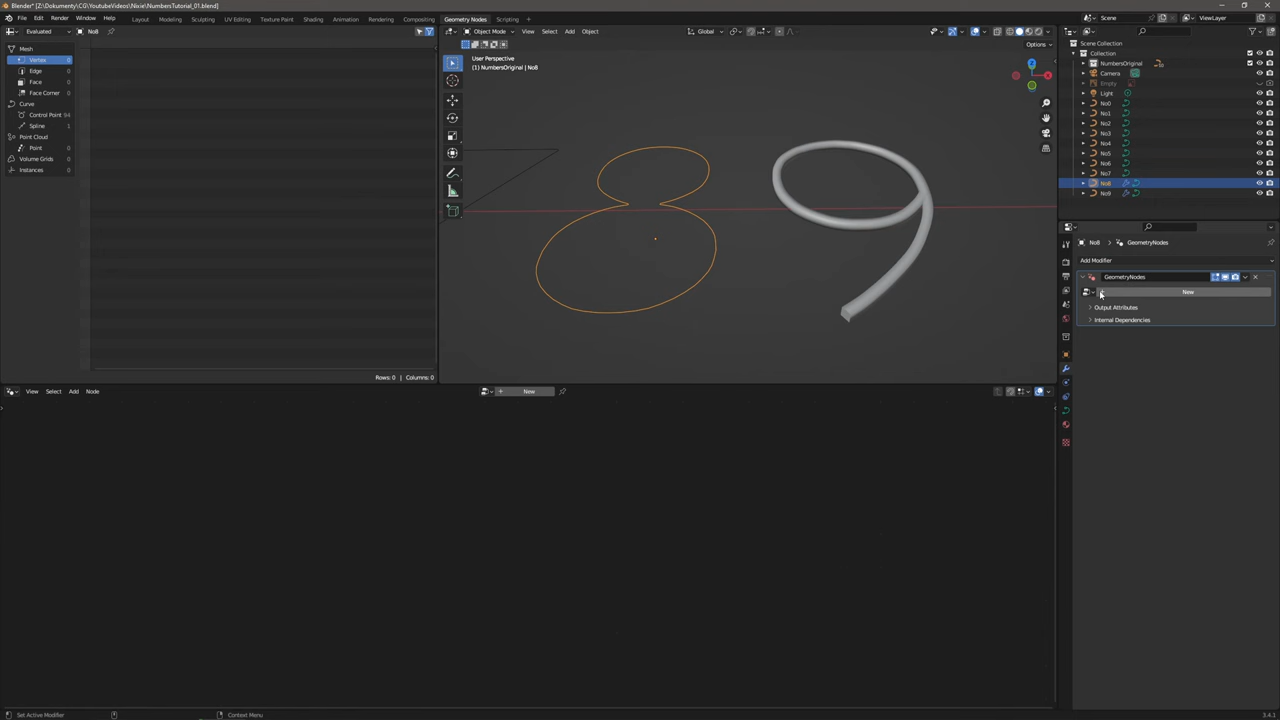 Blender* [Z:\Dokumenty\CG\Youtube\Videos\Nixie\NumbersTutorial_01.blend]
File Edit Render Window Help
Layout Modeling Sculpting UV Editing Texture Paint Shading Animation Rendering Compositing Geometry Nodes Scripting
Scene
ViewLayer
Evaluated
No8
Object Mode View Select Add Object
Global
Options
Mesh
Vertex 0
Edge 0
Face 0
Face Corner 0
Curve
Control Point 94
Spline 1
Point Cloud
Point 0
Volume Grids 0
Instances 0
Rows: 0 | Columns: 0
User Perspective
(1) NumbersOriginal | No8
Z
X
Y
Scene Collection
Collection
NumbersOriginal
Camera
Empty
Light
No0
No1
No2
No3
No4
No5
No6
No7
No8
No9
No8 > GeometryNodes
Add Modifier
GeometryNodes
New
Output Attributes
Internal Dependencies
View Select Add Node
New
Set Active Modifier
Context Menu
3.4.1